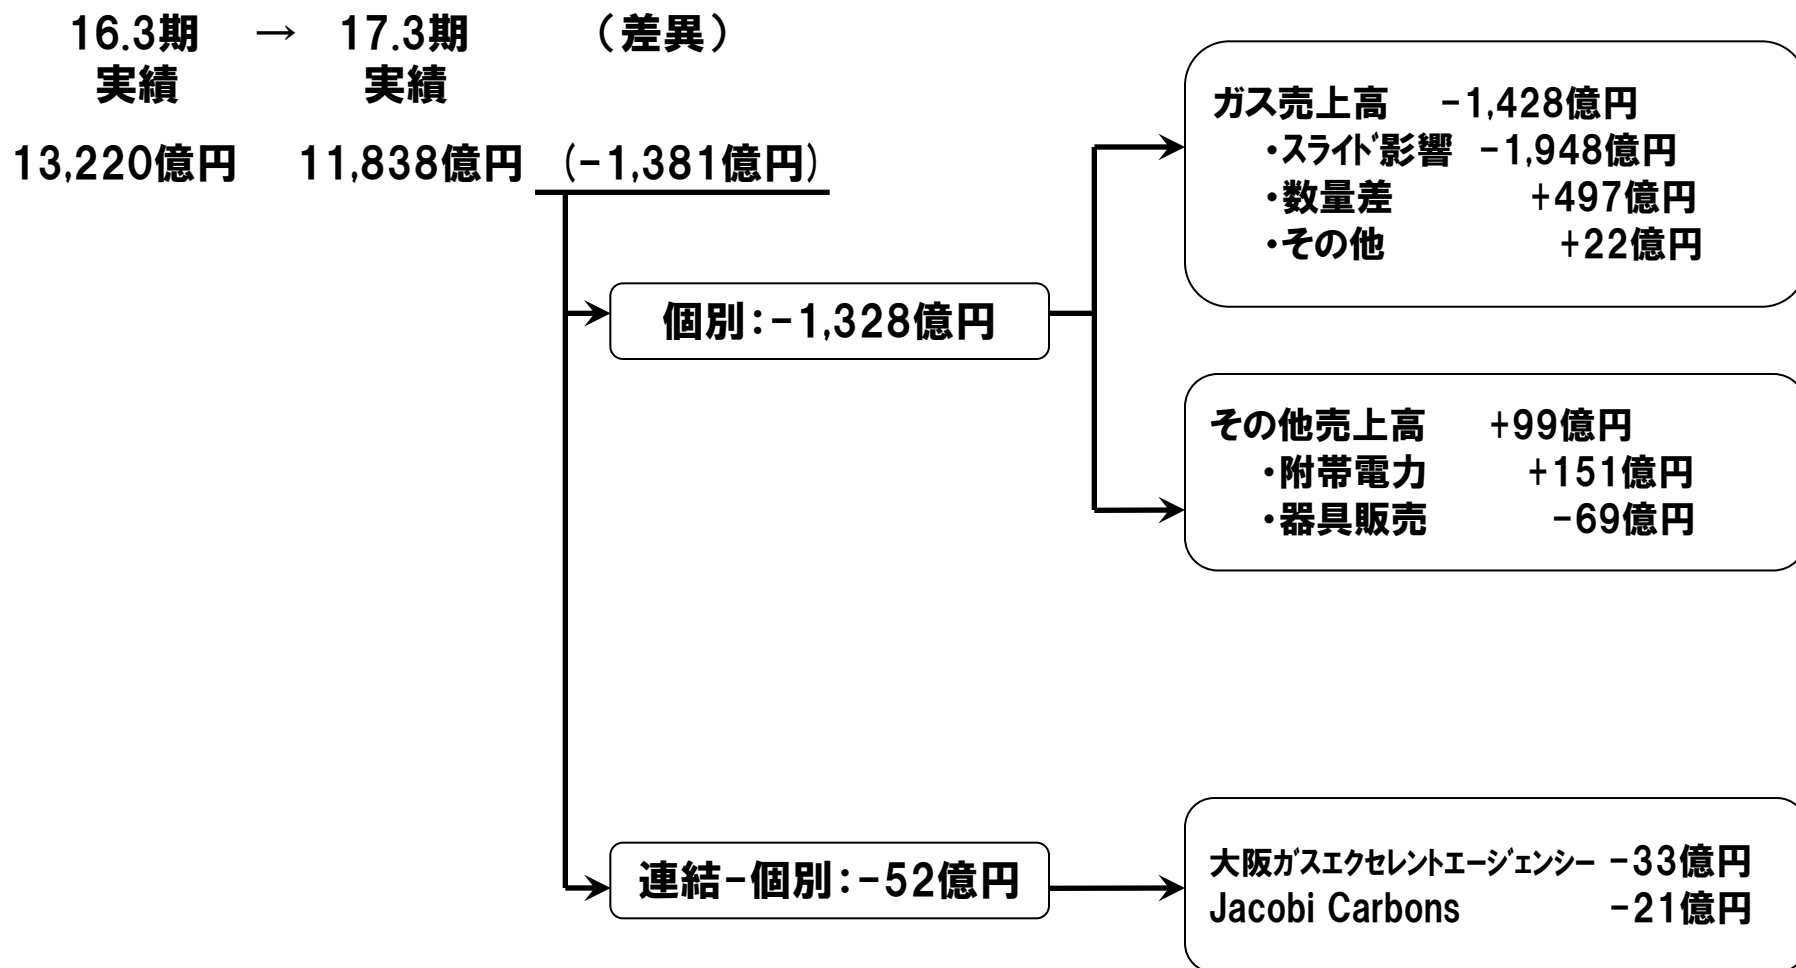 16.3期 → 17.3期 （差異）
実績 実績
13,220億円 11,838億円 (-1,381億円)
ガス売上高 -1,428億円
・スライド影響 -1,948億円
・数量差 +497億円
・その他 +22億円
個別：-1,328億円
その他売上高 +99億円
・附帯電力 +151億円
・器具販売 -69億円
連結-個別：-52億円
大阪ガスエクセレントエージェンシー -33億円
Jacobi Carbons -21億円